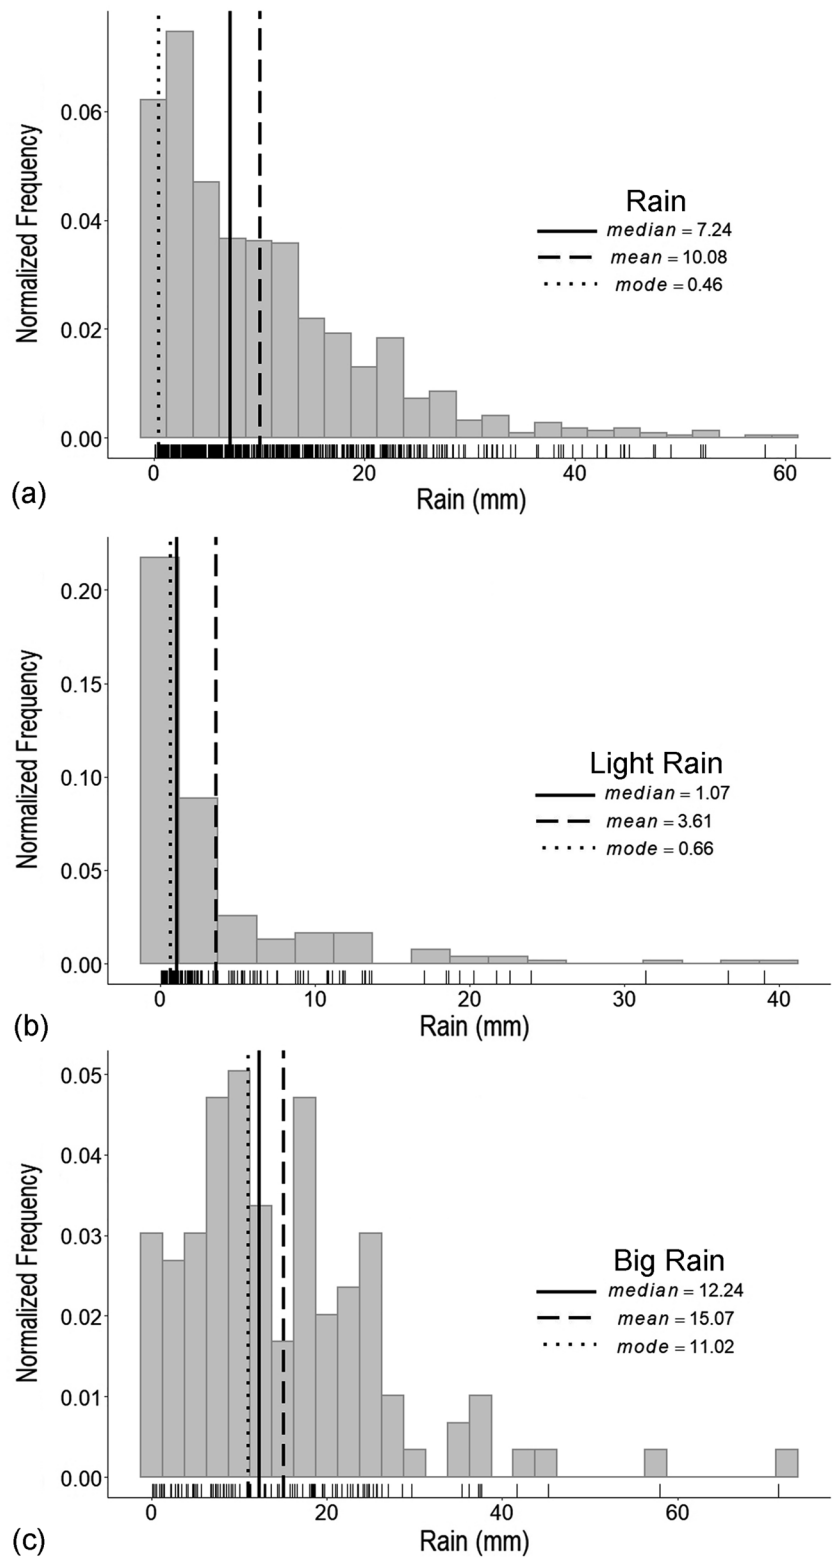 Normalized Frequency
0.06
0.04
0.02
0.00
Rain
median = 7.24
mean = 10.08
mode = 0.46
0 20 40 60
Rain (mm)
(a)
Normalized Frequency
0.20
0.15
0.10
0.05
0.00
Light Rain
median = 1.07
mean = 3.61
mode = 0.66
0 10 20 30 40
Rain (mm)
(b)
Normalized Frequency
0.05
0.04
0.03
0.02
0.01
0.00
Big Rain
median = 12.24
mean = 15.07
mode = 11.02
0 20 40 60
Rain (mm)
(c)